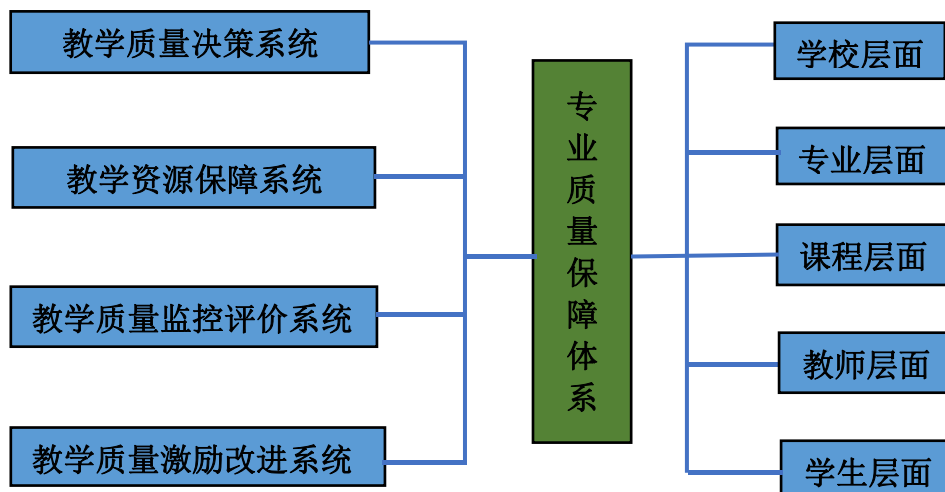 教学质量决策系统
教学资源保障系统
教学质量监控评价系统
教学质量激励改进系统
专业质量保障体系
学校层面
专业层面
课程层面
教师层面
学生层面